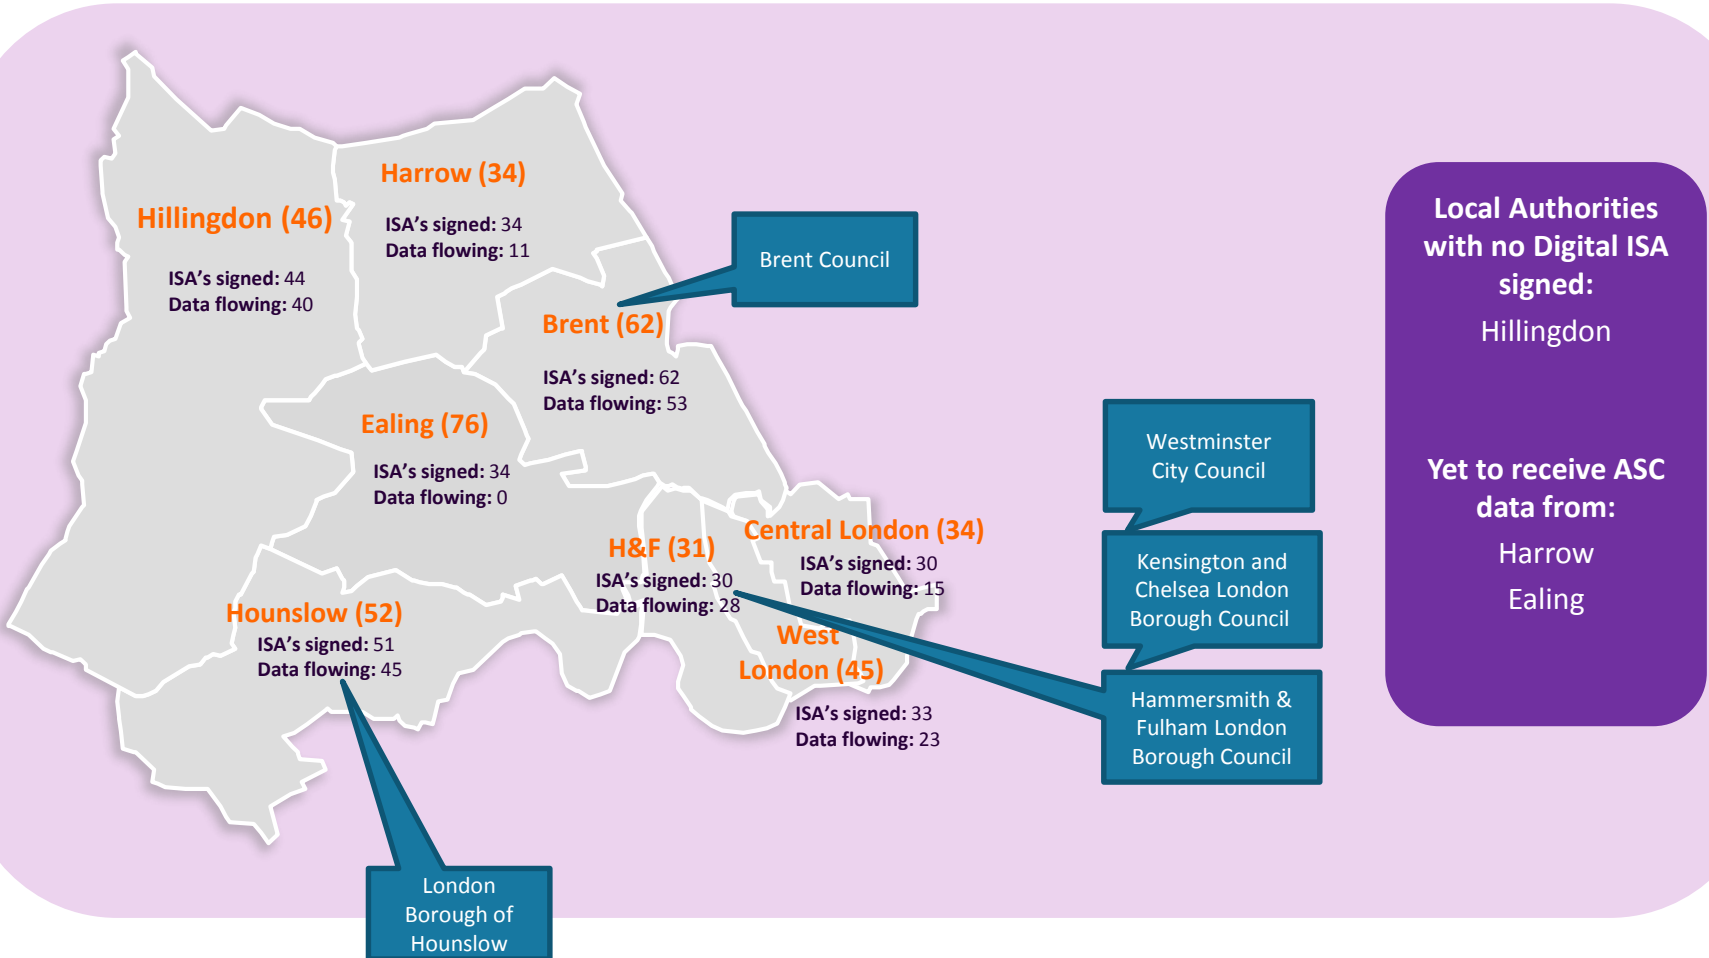 Harrow (34)
ISA's signed: 34
Data flowing: 11
Hillingdon (46)
ISA's signed: 44
Data flowing: 40
Brent Council
Brent (62)
ISA's signed: 62
Data flowing: 53
Ealing (76)
ISA's signed: 34
Data flowing: 0
Central London (34)
ISA's signed: 30
Data flowing: 15
H&F (31)
ISA's signed: 30
Data flowing: 28
Hounslow (52)
ISA's signed: 51
Data flowing: 45
West
London (45)
ISA's signed: 33
Data flowing: 23
London
Borough of
Hounslow
Westminster
City Council
Kensington and
Chelsea London
Borough Council
Hammersmith &
Fulham London
Borough Council
Local Authorities
with no Digital ISA
signed:
Hillingdon
Yet to receive ASC
data from:
Harrow
Ealing